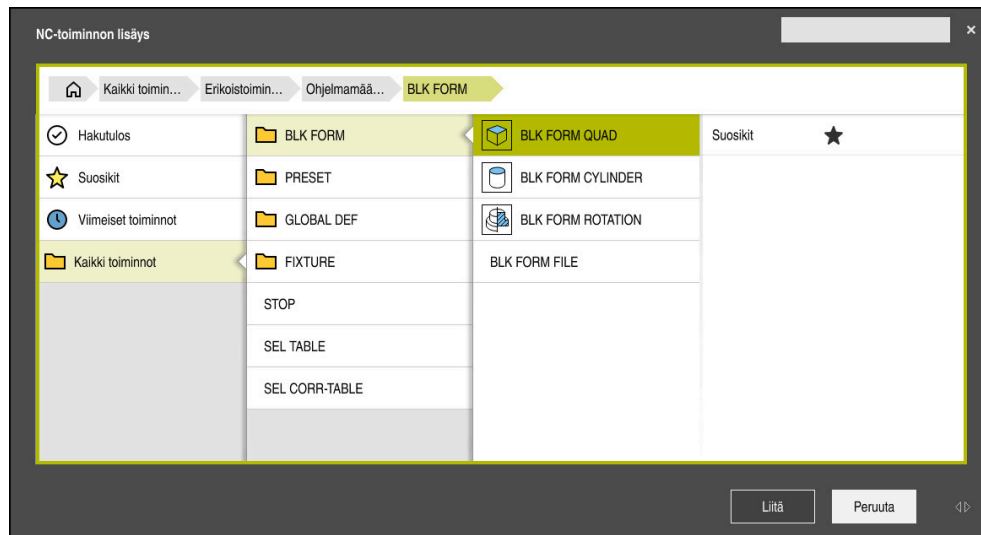 NC-toiminnon lisäys
Kaikki toimin... Erikoistoimin... Ohjelmamää... BLK FORM
Hakutulos
Suosikit
Viimeiset toiminnot
Kaikki toiminnot
BLK FORM
PRESET
GLOBAL DEF
FIXTURE
STOP
SEL TABLE
SEL CORR-TABLE
BLK FORM QUAD
BLK FORM CYLINDER
BLK FORM ROTATION
BLK FORM FILE
Suosikit
Liitä
Peruuta